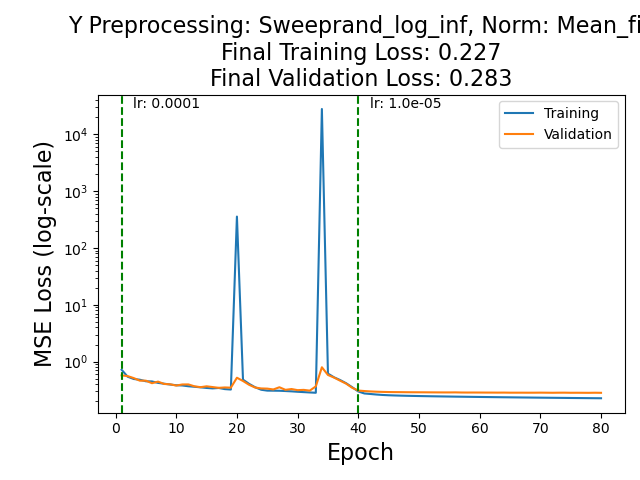 Y Preprocessing: Sweeprand_log_inf, Norm: Mean_fi
Final Training Loss: 0.227
Final Validation Loss: 0.283
lr: 0.0001
lr: 1.0e-05
Training
Validation
MSE Loss (log-scale)
10⁴
10³
10²
10¹
10⁰
0 10 20 30 40 50 60 70 80
Epoch